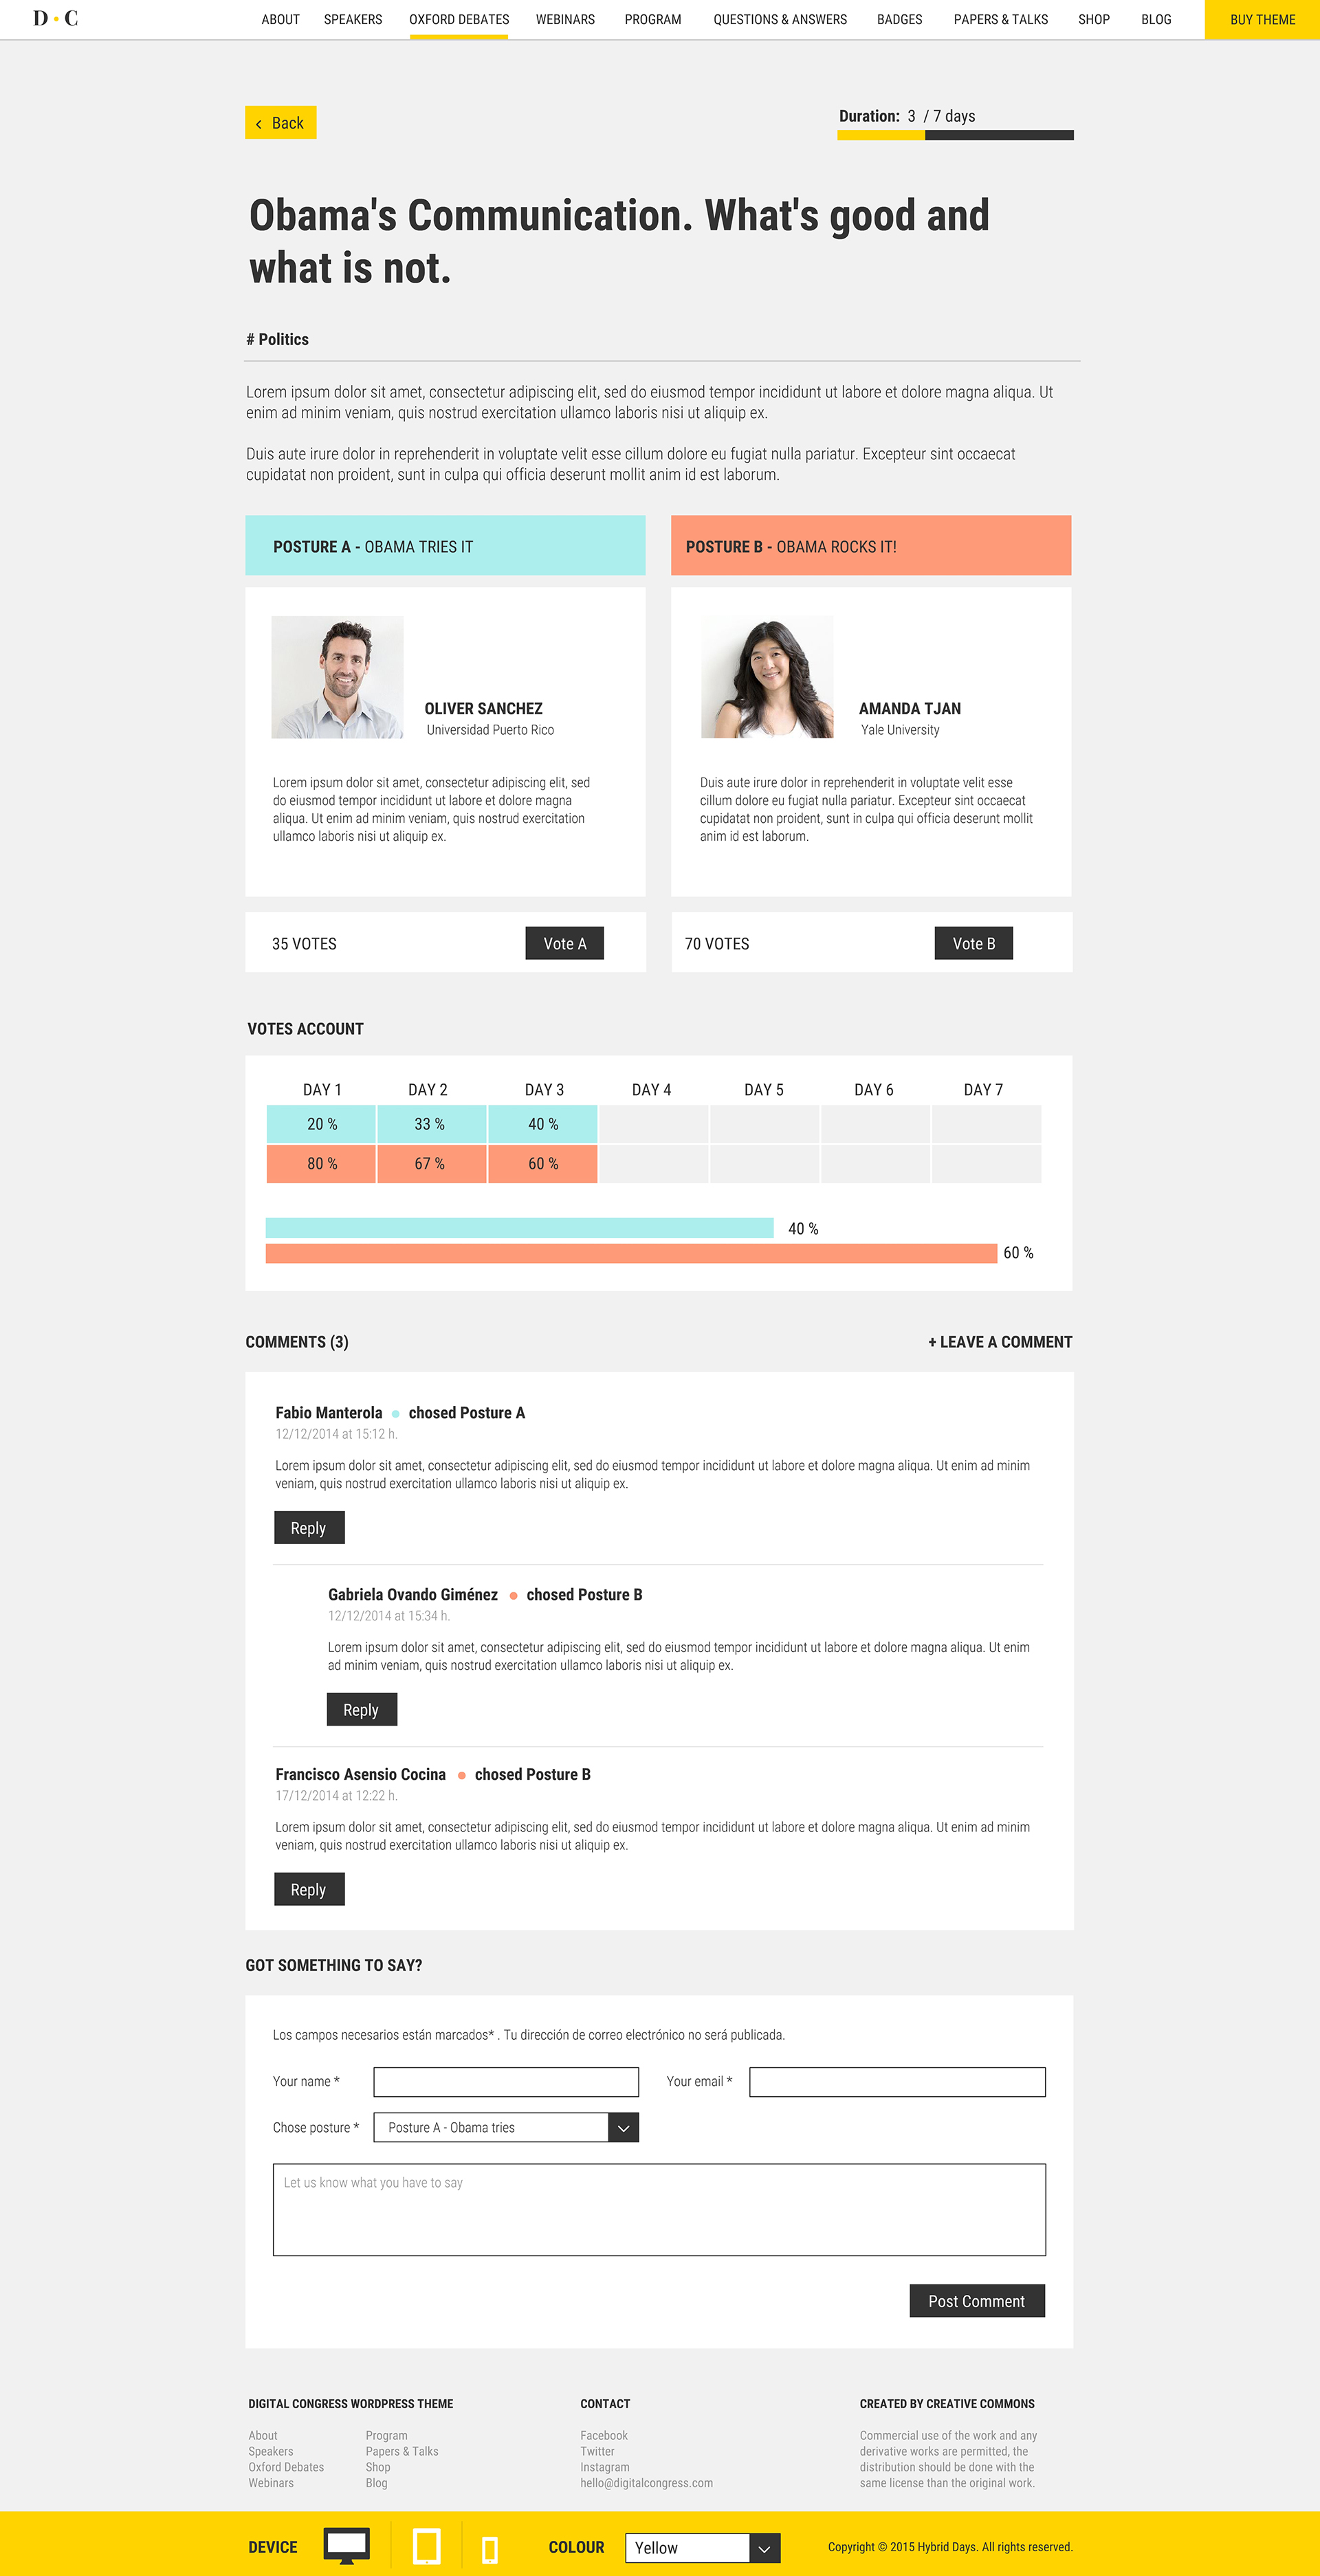 D • C
ABOUT SPEAKERS OXFORD DEBATES WEBINARS PROGRAM QUESTIONS & ANSWERS BADGES PAPERS & TALKS SHOP BLOG BUY THEME
‹ Back
Duration: 3 / 7 days
Obama's Communication. What's good and
what is not.
# Politics
Lorem ipsum dolor sit amet, consectetur adipiscing elit, sed do eiusmod tempor incididunt ut labore et dolore magna aliqua. Ut
enim ad minim veniam, quis nostrud exercitation ullamco laboris nisi ut aliquip ex.
Duis aute irure dolor in reprehenderit in voluptate velit esse cillum dolore eu fugiat nulla pariatur. Excepteur sint occaecat
cupidatat non proident, sunt in culpa qui officia deserunt mollit anim id est laborum.
POSTURE A - OBAMA TRIES IT
OLIVER SANCHEZ
Universidad Puerto Rico
Lorem ipsum dolor sit amet, consectetur adipiscing elit, sed
do eiusmod tempor incididunt ut labore et dolore magna
aliqua. Ut enim ad minim veniam, quis nostrud exercitation
ullamco laboris nisi ut aliquip ex.
35 VOTES
Vote A
POSTURE B - OBAMA ROCKS IT!
AMANDA TJAN
Yale University
Duis aute irure dolor in reprehenderit in voluptate velit esse
cillum dolore eu fugiat nulla pariatur. Excepteur sint occaecat
cupidatat non proident, sunt in culpa qui officia deserunt mollit
anim id est laborum.
70 VOTES
Vote B
VOTES ACCOUNT
DAY 1 DAY 2 DAY 3 DAY 4 DAY 5 DAY 6 DAY 7
20 % 33 % 40 %
80 % 67 % 60 %
40 %
60 %
COMMENTS (3)
+ LEAVE A COMMENT
Fabio Manterola • chosed Posture A
12/12/2014 at 15:12 h.
Lorem ipsum dolor sit amet, consectetur adipiscing elit, sed do eiusmod tempor incididunt ut labore et dolore magna aliqua. Ut enim ad minim
veniam, quis nostrud exercitation ullamco laboris nisi ut aliquip ex.
Reply
Gabriela Ovando Giménez • chosed Posture B
12/12/2014 at 15:34 h.
Lorem ipsum dolor sit amet, consectetur adipiscing elit, sed do eiusmod tempor incididunt ut labore et dolore magna aliqua. Ut enim
ad minim veniam, quis nostrud exercitation ullamco laboris nisi ut aliquip ex.
Reply
Francisco Asensio Cocina • chosed Posture B
17/12/2014 at 12:22 h.
Lorem ipsum dolor sit amet, consectetur adipiscing elit, sed do eiusmod tempor incididunt ut labore et dolore magna aliqua. Ut enim ad minim
veniam, quis nostrud exercitation ullamco laboris nisi ut aliquip ex.
Reply
GOT SOMETHING TO SAY?
Los campos necesarios están marcados* . Tu dirección de correo electrónico no será publicada.
Your name *
Your email *
Chose posture * Posture A - Obama tries
Let us know what you have to say
Post Comment
DIGITAL CONGRESS WORDPRESS THEME
About
Speakers
Oxford Debates
Webinars
Program
Papers & Talks
Shop
Blog
CONTACT
Facebook
Twitter
Instagram
hello@digitalcongress.com
CREATED BY CREATIVE COMMONS
Commercial use of the work and any
derivative works are permitted, the
distribution should be done with the
same license than the original work.
DEVICE
COLOUR Yellow
Copyright © 2015 Hybrid Days. All rights reserved.